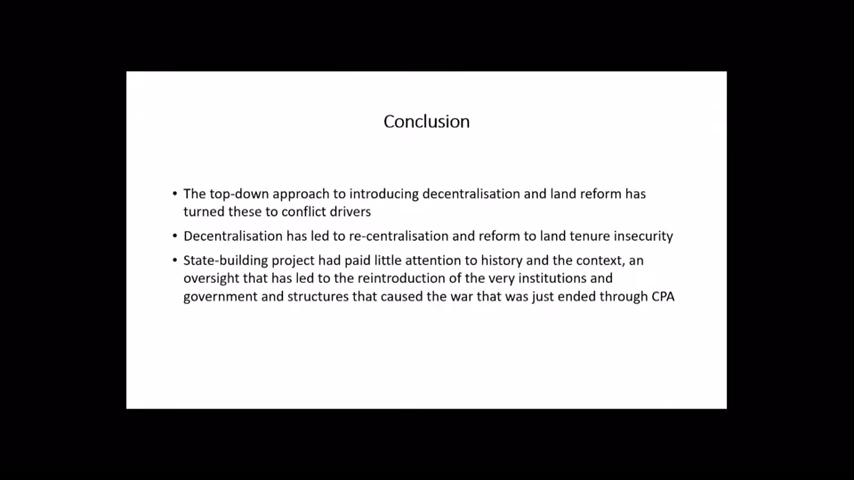 Conclusion
• The top-down approach to introducing decentralisation and land reform has
turned these to conflict drivers
• Decentralisation has led to re-centralisation and reform to land tenure insecurity
• State-building project had paid little attention to history and the context, an
oversight that has led to the reintroduction of the very institutions and
government and structures that caused the war that was just ended through CPA